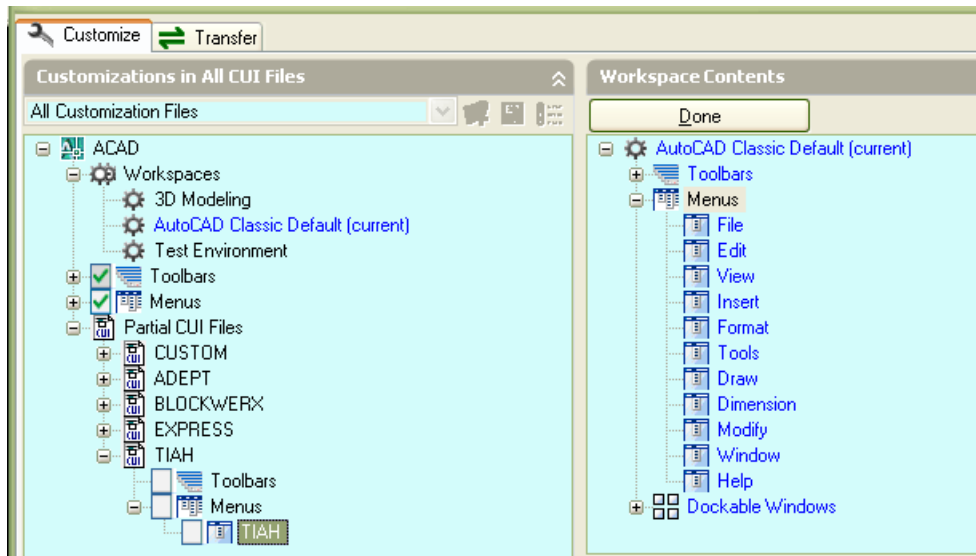 Customize
Transfer
Customizations in All CUI Files
All Customization Files
ACAD
Workspaces
3D Modeling
AutoCAD Classic Default (current)
Test Environment
Toolbars
Menus
Partial CUI Files
CUSTOM
ADEPT
BLOCKWERX
EXPRESS
TIAH
Toolbars
Menus
TIAH
Workspace Contents
Done
AutoCAD Classic Default (current)
Toolbars
Menus
File
Edit
View
Insert
Format
Tools
Draw
Dimension
Modify
Window
Help
Dockable Windows